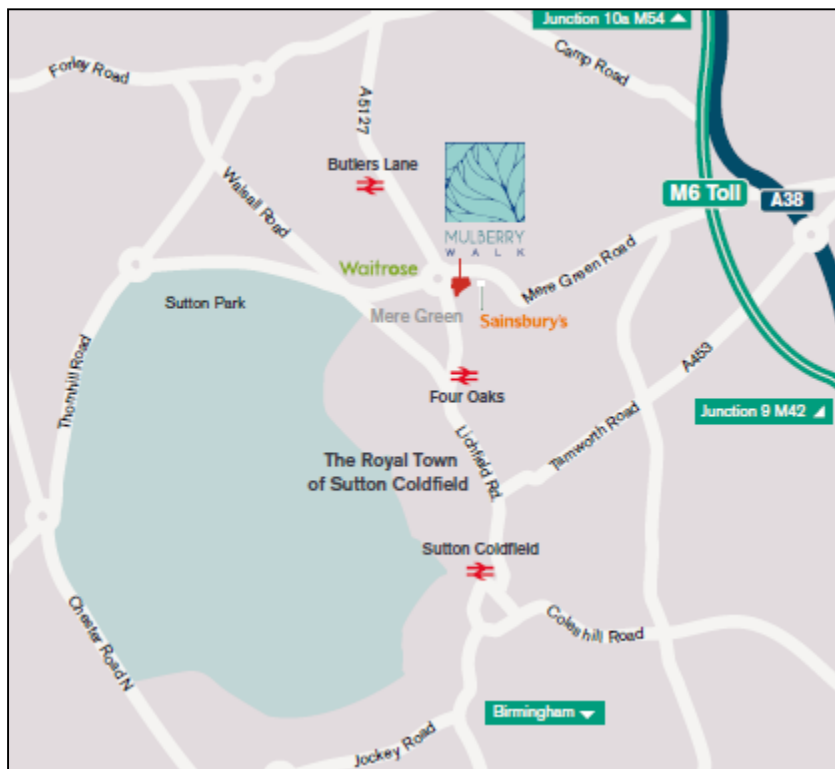 Junction 10a M54
Camp Road
Forley Road
A5127
Butlers Lane
Walsall Road
M6 Toll
A38
MULBERRY
WALK
Waitrose
Mere Green Road
Sutton Park
Mere Green
Sainsbury's
Thornhill Road
A453
Four Oaks
Junction 9 M42
Lichfield Rd.
Tamworth Road
The Royal Town
of Sutton Coldfield
Sutton Coldfield
Chester Road N
Coleshill Road
Birmingham
Jockey Road